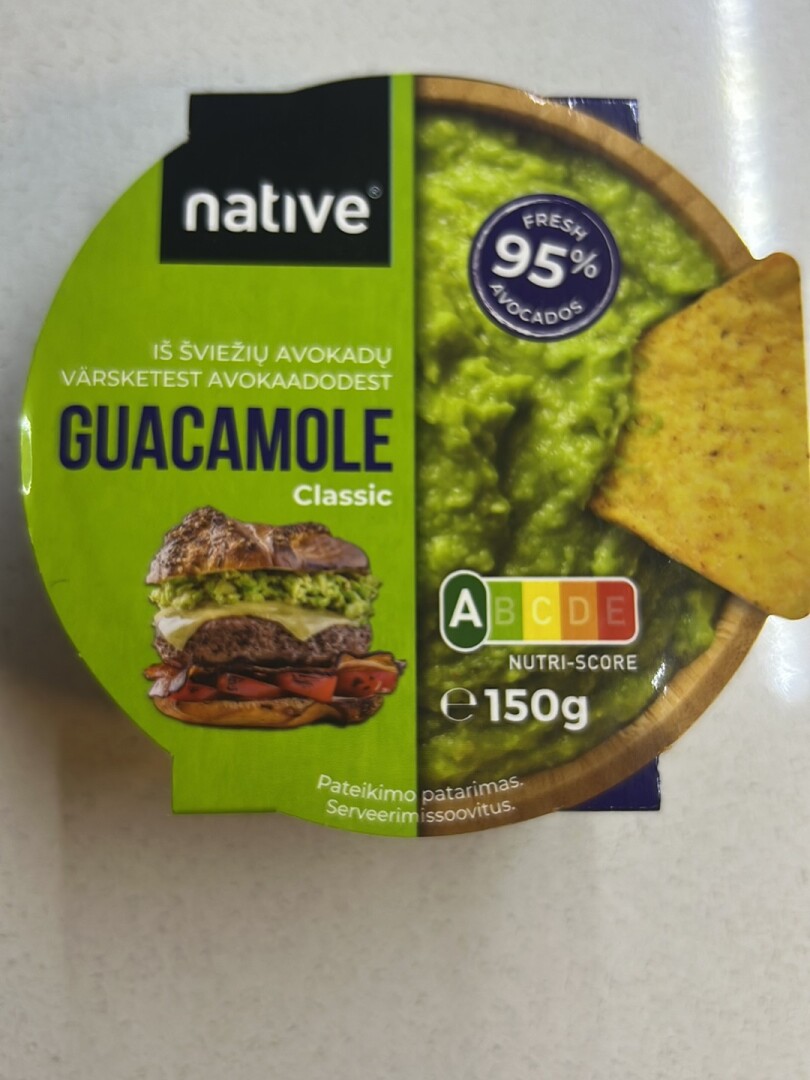 native®
FRESH
95%
AVOCADOS
IŠ ŠVIEŽIŲ AVOKADŲ
VÄRSKETEST AVOKAADODEST
GUACAMOLE
Classic
A B C D E
NUTRI-SCORE
℮ 150g
Pateikimo patarimas.
Serveerimissoovitus.